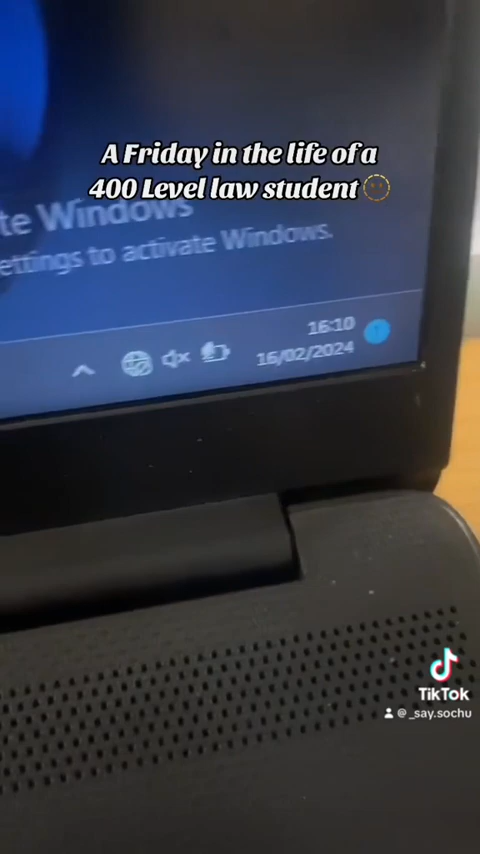 A Friday in the life of a
400 Level law student 🫥
te Windows
ettings to activate Windows.
16:10
16/02/2024
TikTok
@ _say.sochu